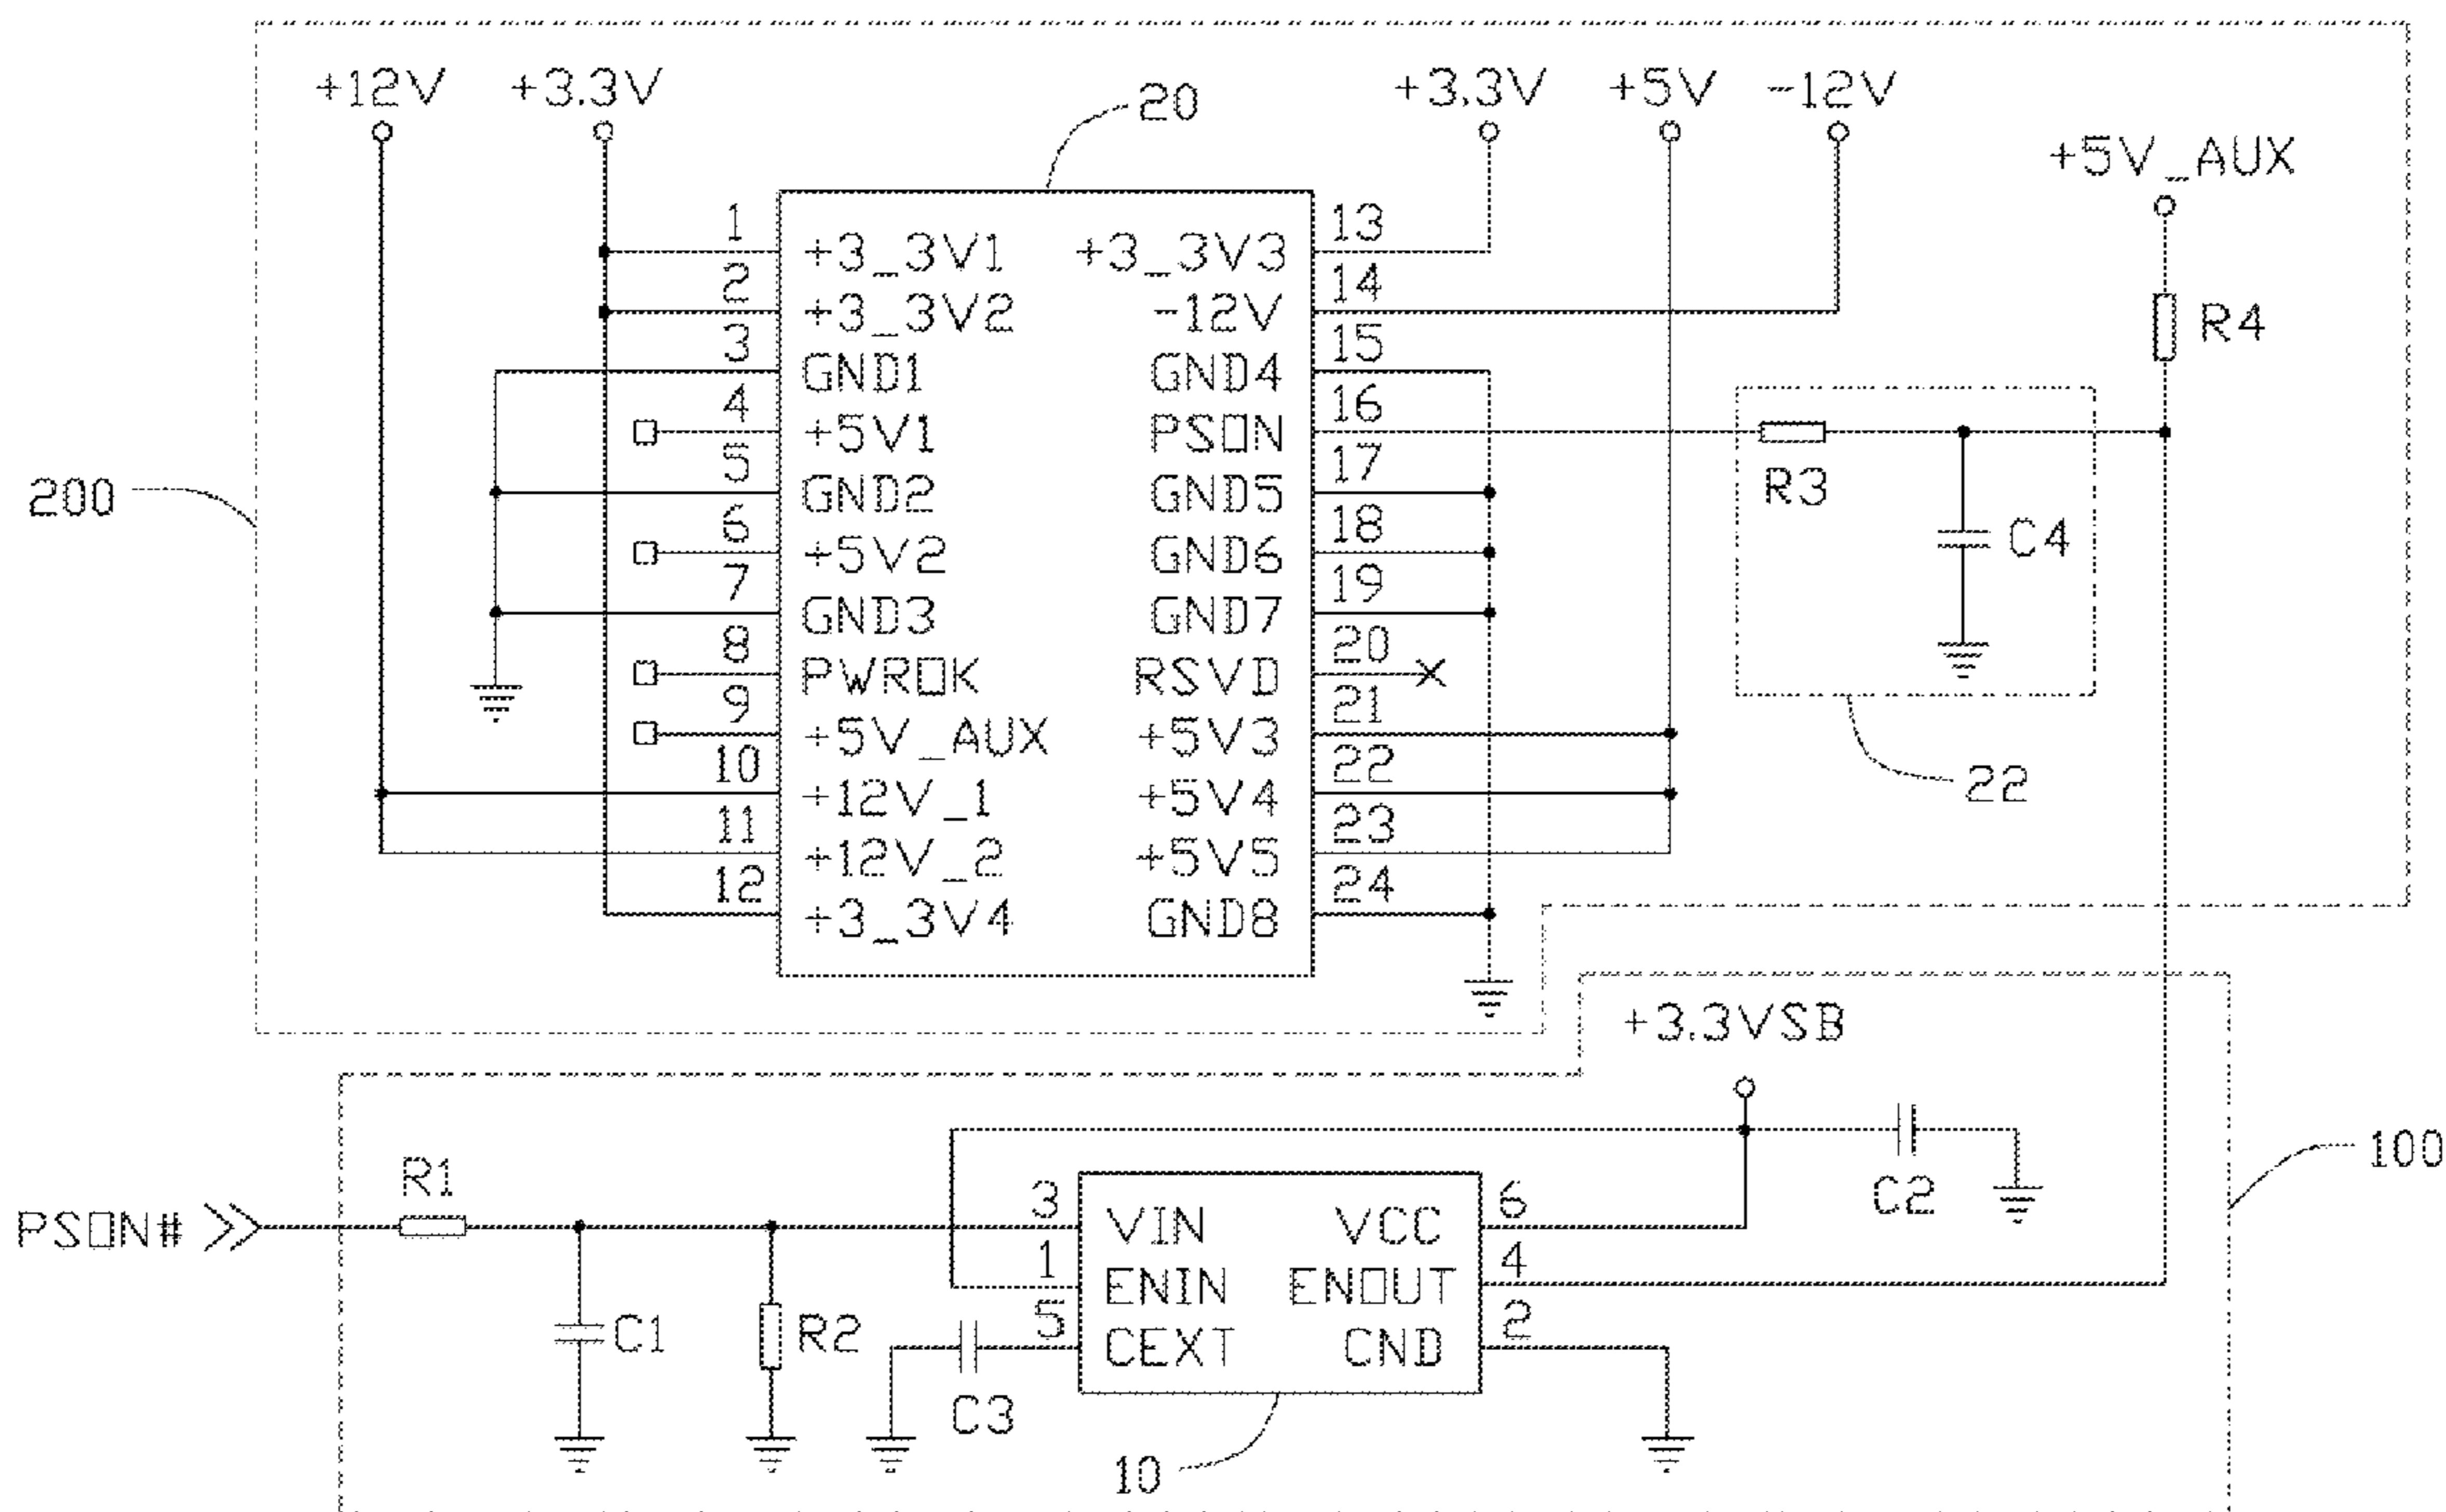 +12V +3.3V 20 +3.3V +5V -12V
+5V_AUX
1 +3_3V1 +3_3V3 13
2 +3_3V2 -12V 14
R4
3 GND1 GND4 15
4 +5V1 PSON 16
R3
5 GND2 GND5 17
200
6 +5V2 GND6 18
C4
7 GND3 GND7 19
8 PWROK RSVD 20
9 +5V_AUX +5V3 21
10 +12V_1 +5V4 22
22
11 +12V_2 +5V5 23
12 +3_3V4 GND8 24
+3.3VSB
100
R1 C2
PSON# 3 VIN VCC 6
1 ENIN ENOUT 4
C1 R2 5 CEXT CND 2
C3
10